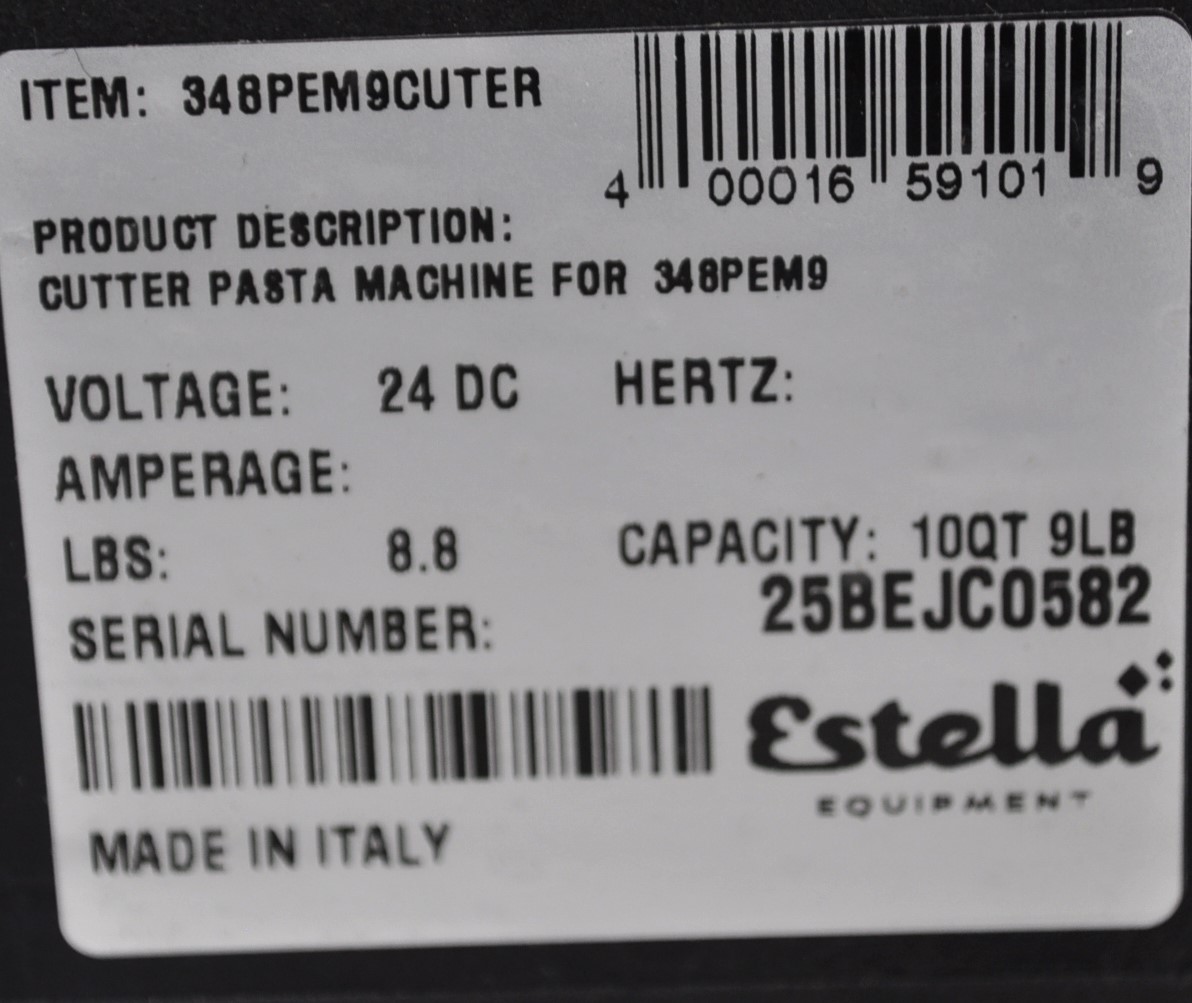 ITEM: 348PEM9CUTER
4 00016 59101 9
PRODUCT DESCRIPTION:
CUTTER PASTA MACHINE FOR 348PEM9
VOLTAGE: 24 DC HERTZ:
AMPERAGE:
LBS: 8.8 CAPACITY: 10QT 9LB
SERIAL NUMBER: 25BEJC0582
Estella
EQUIPMENT
MADE IN ITALY